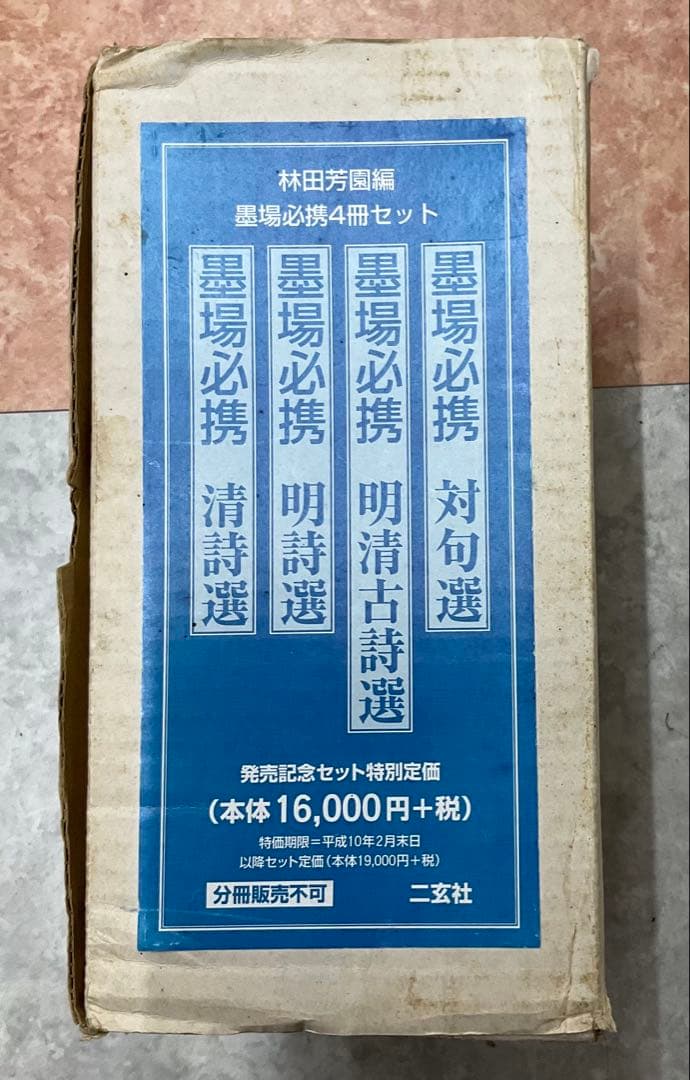 林田芳園編
墨場必携4冊セット
墨場必携 対句選
墨場必携 明清古詩選
墨場必携 明詩選
墨場必携 清詩選
発売記念セット特別定価
(本体16,000円+税)
特価期限=平成10年2月末日
以降セット定価(本体19,000円+税)
分冊販売不可 二玄社